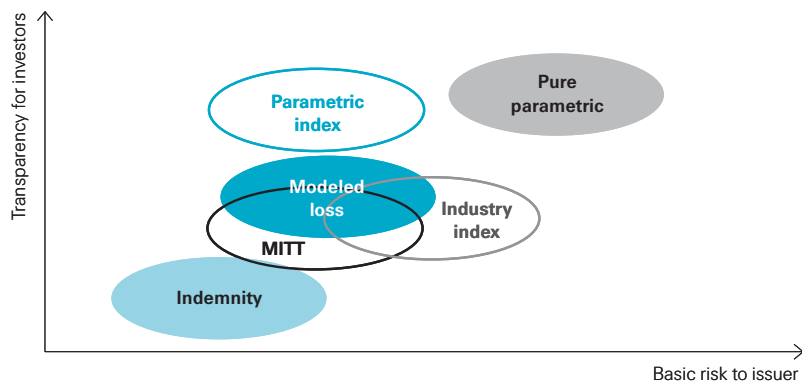 Transparency for investors
Pure
parametric
Parametric
index
Modeled
loss
Industry
index
MITT
Indemnity
Basic risk to issuer